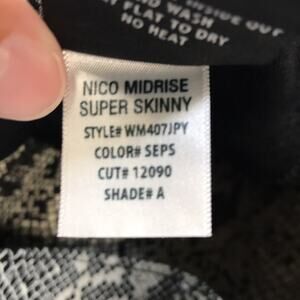 INSIDE OUT
WASH
FLAT TO DRY
NO HEAT
NICO MIDRISE
SUPER SKINNY
STYLE# WM407JPY
COLOR# SEPS
CUT# 12090
SHADE# A